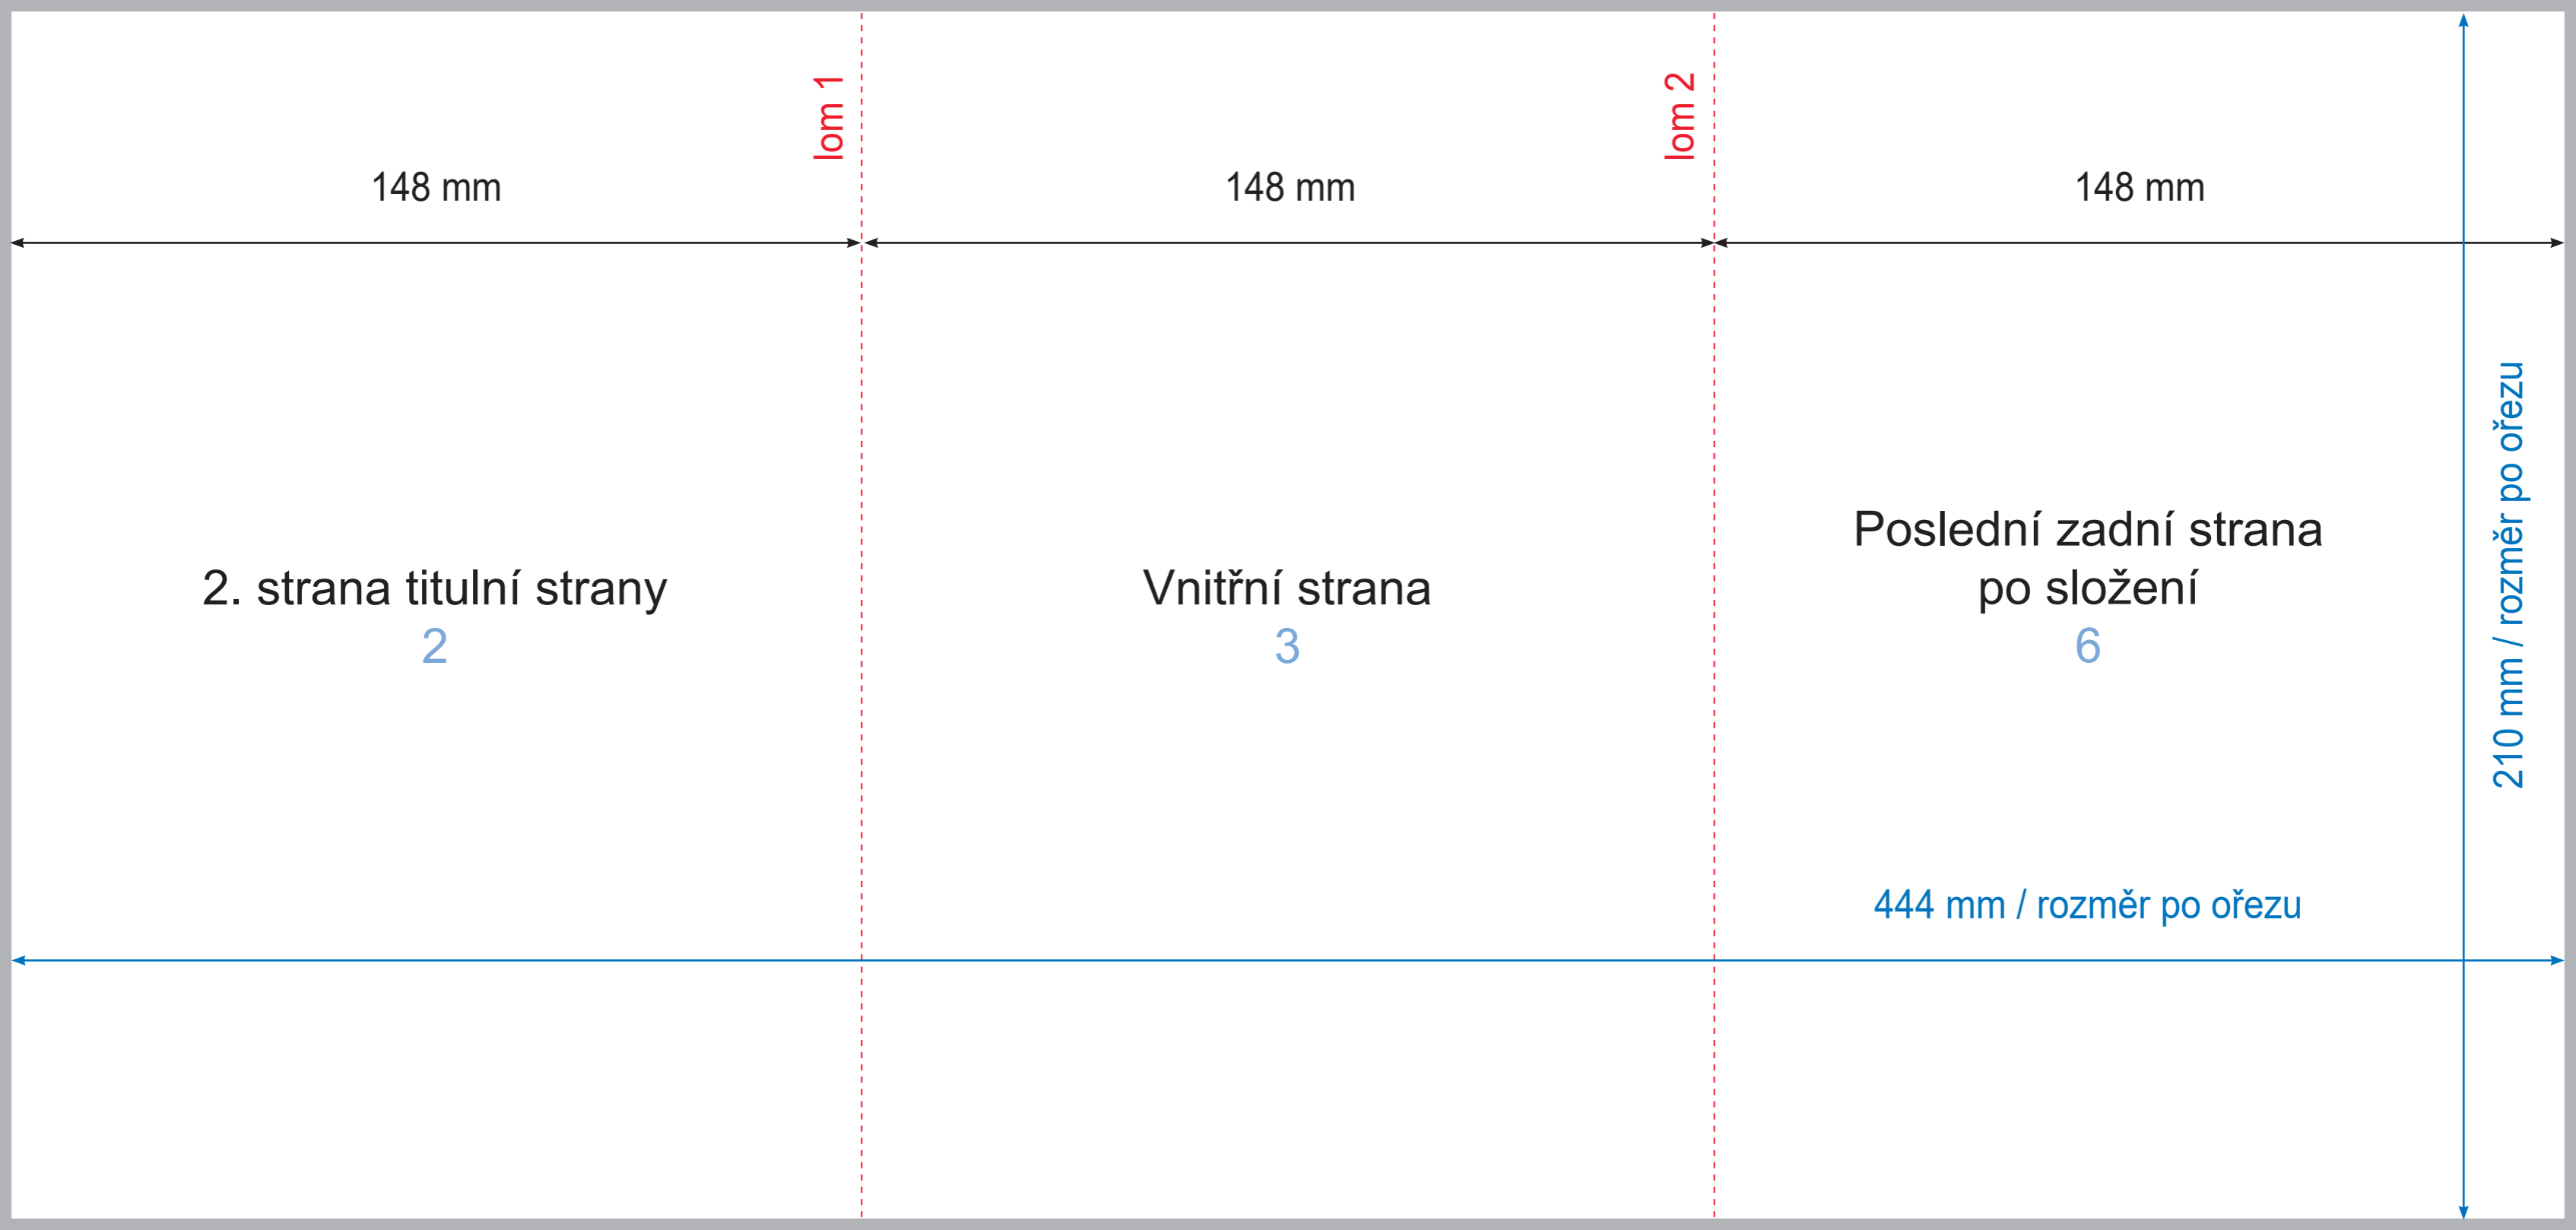 lom 1
lom 2
148 mm
148 mm
148 mm
2. strana titulní strany
2
Vnitřní strana
3
Poslední zadní strana
po složení
6
210 mm / rozměr po ořezu
444 mm / rozměr po ořezu